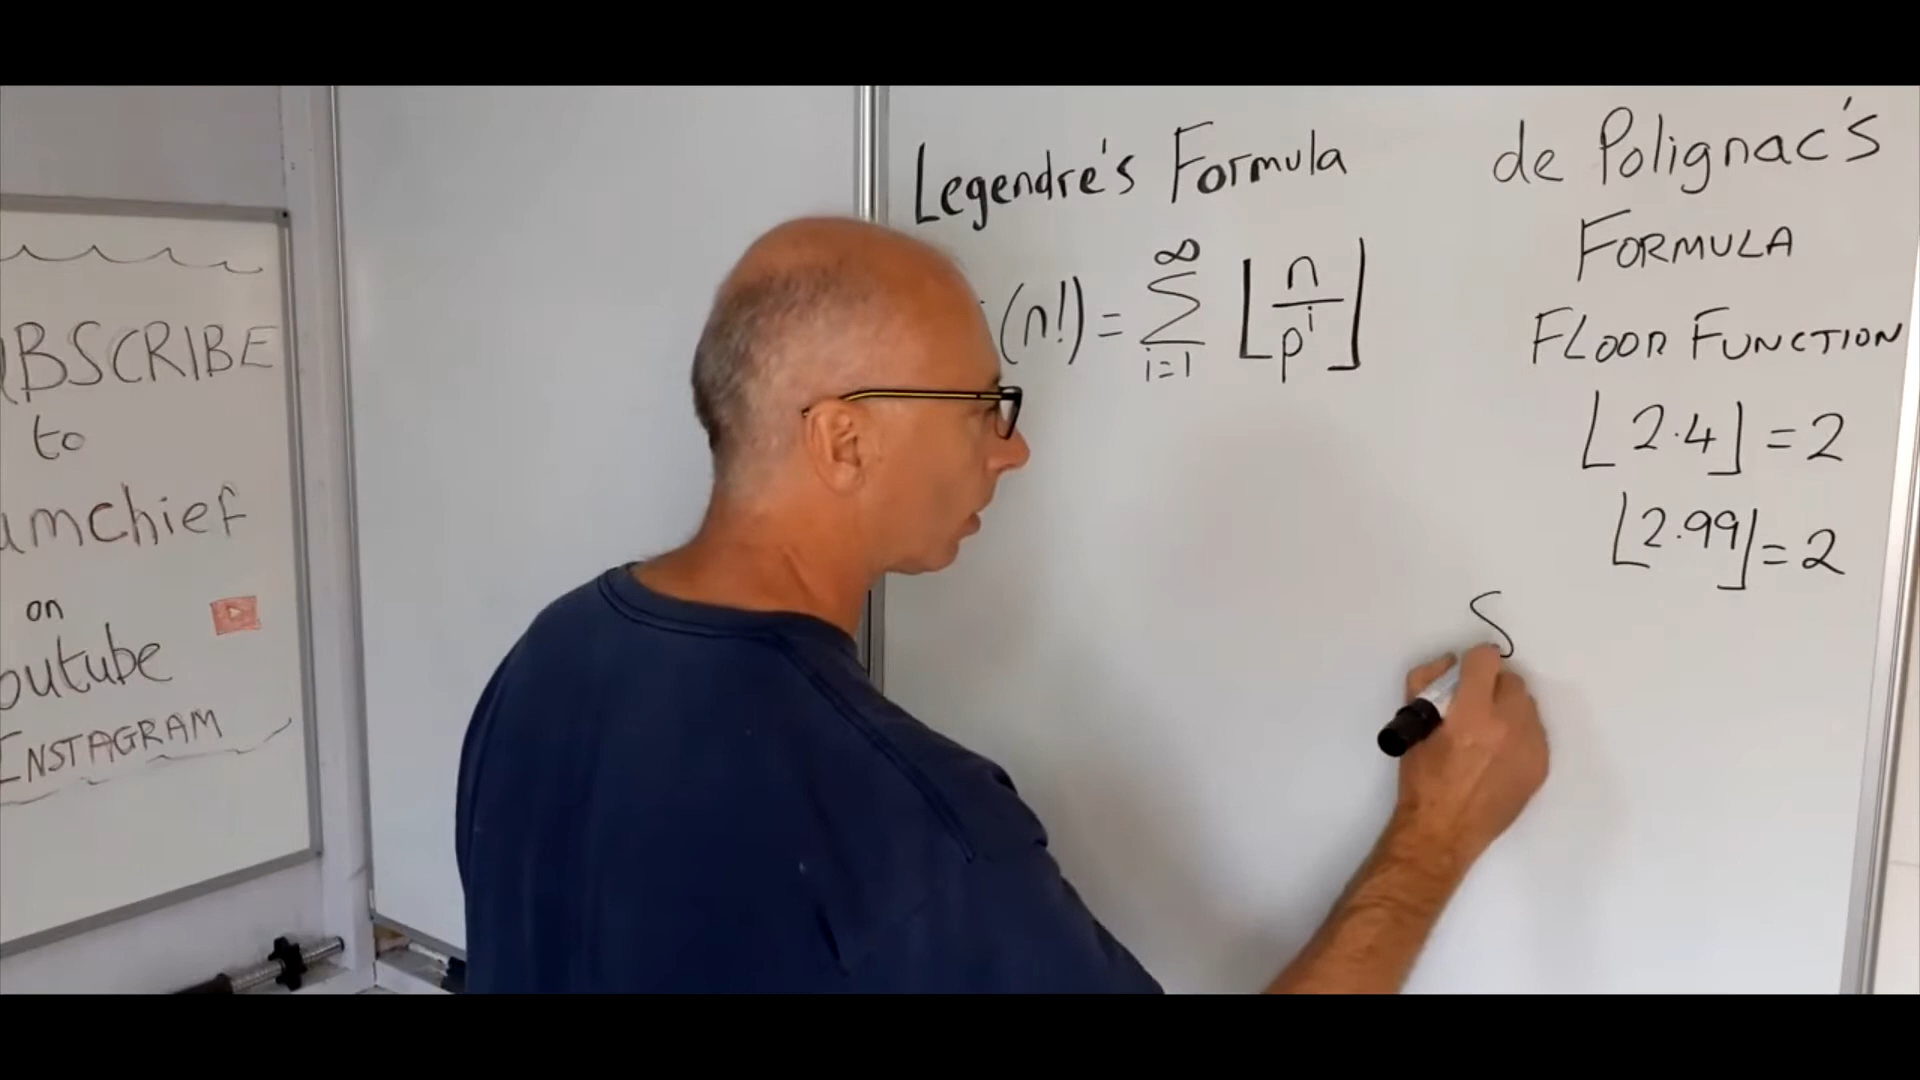 BSCRIBE
to
amchief
on
outube
INSTAGRAM
Legendre's Formula
(n!) = ∞ Σ i=1 ⌊n/p^i⌋
de Polignac's
FORMULA
FLOOR FUNCTION
⌊2.4⌋ = 2
⌊2.99⌋ = 2
S